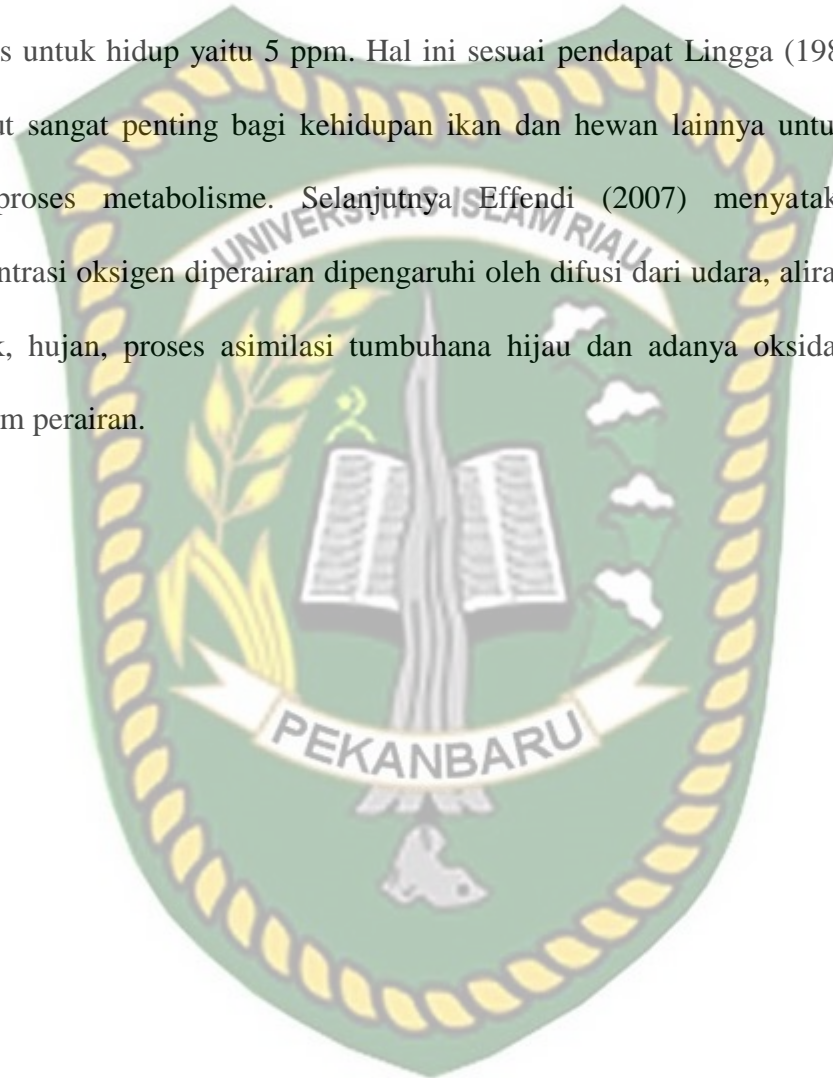 s untuk hidup yaitu 5 ppm. Hal ini sesuai pendapat Lingga (198
ut sangat penting bagi kehidupan ikan dan hewan lainnya untu
proses metabolisme. Selanjutnya Effendi (2007) menyatak
ntrasi oksigen diperairan dipengaruhi oleh difusi dari udara, alira
k, hujan, proses asimilasi tumbuhana hijau dan adanya oksida
m perairan.
UNIVERSITAS ISLAM RIAU
PEKANBARU